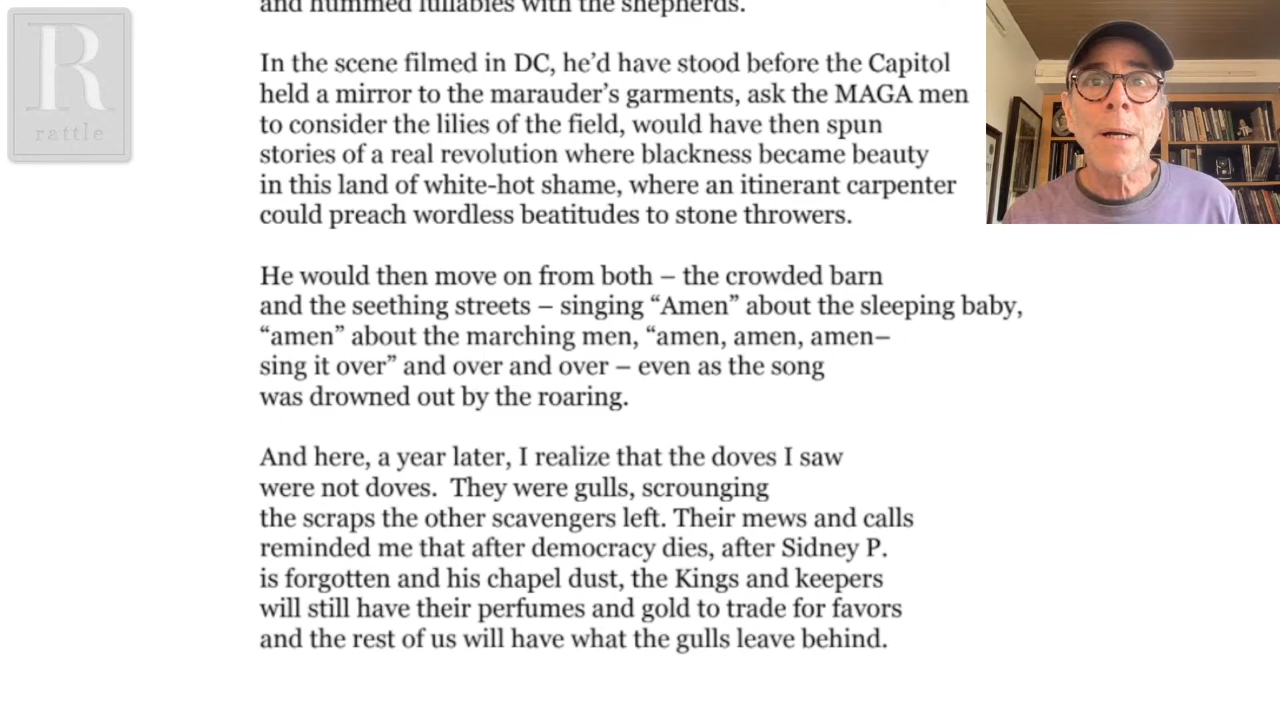 R
rattle
and hummed lullabies with the shepherds.
In the scene filmed in DC, he’d have stood before the Capitol
held a mirror to the marauder’s garments, ask the MAGA men
to consider the lilies of the field, would have then spun
stories of a real revolution where blackness became beauty
in this land of white-hot shame, where an itinerant carpenter
could preach wordless beatitudes to stone throwers.
He would then move on from both – the crowded barn
and the seething streets – singing “Amen” about the sleeping baby,
“amen” about the marching men, “amen, amen, amen–
sing it over” and over and over – even as the song
was drowned out by the roaring.
And here, a year later, I realize that the doves I saw
were not doves.  They were gulls, scrounging
the scraps the other scavengers left. Their mews and calls
reminded me that after democracy dies, after Sidney P.
is forgotten and his chapel dust, the Kings and keepers
will still have their perfumes and gold to trade for favors
and the rest of us will have what the gulls leave behind.